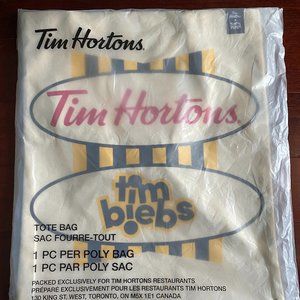 Tim Hortons
Tim Hortons
tim
biebs
TOTE BAG
SAC FOURRE-TOUT
1 PC PER POLY BAG
1 PC PAR POLY SAC
PACKED EXCLUSIVELY FOR TIM HORTONS RESTAURANTS
PRÉPARÉ EXCLUSIVEMENT POUR LES RESTAURANTS TIM HORTONS
130 KING ST. WEST, TORONTO, ON M5X 1E1 CANADA